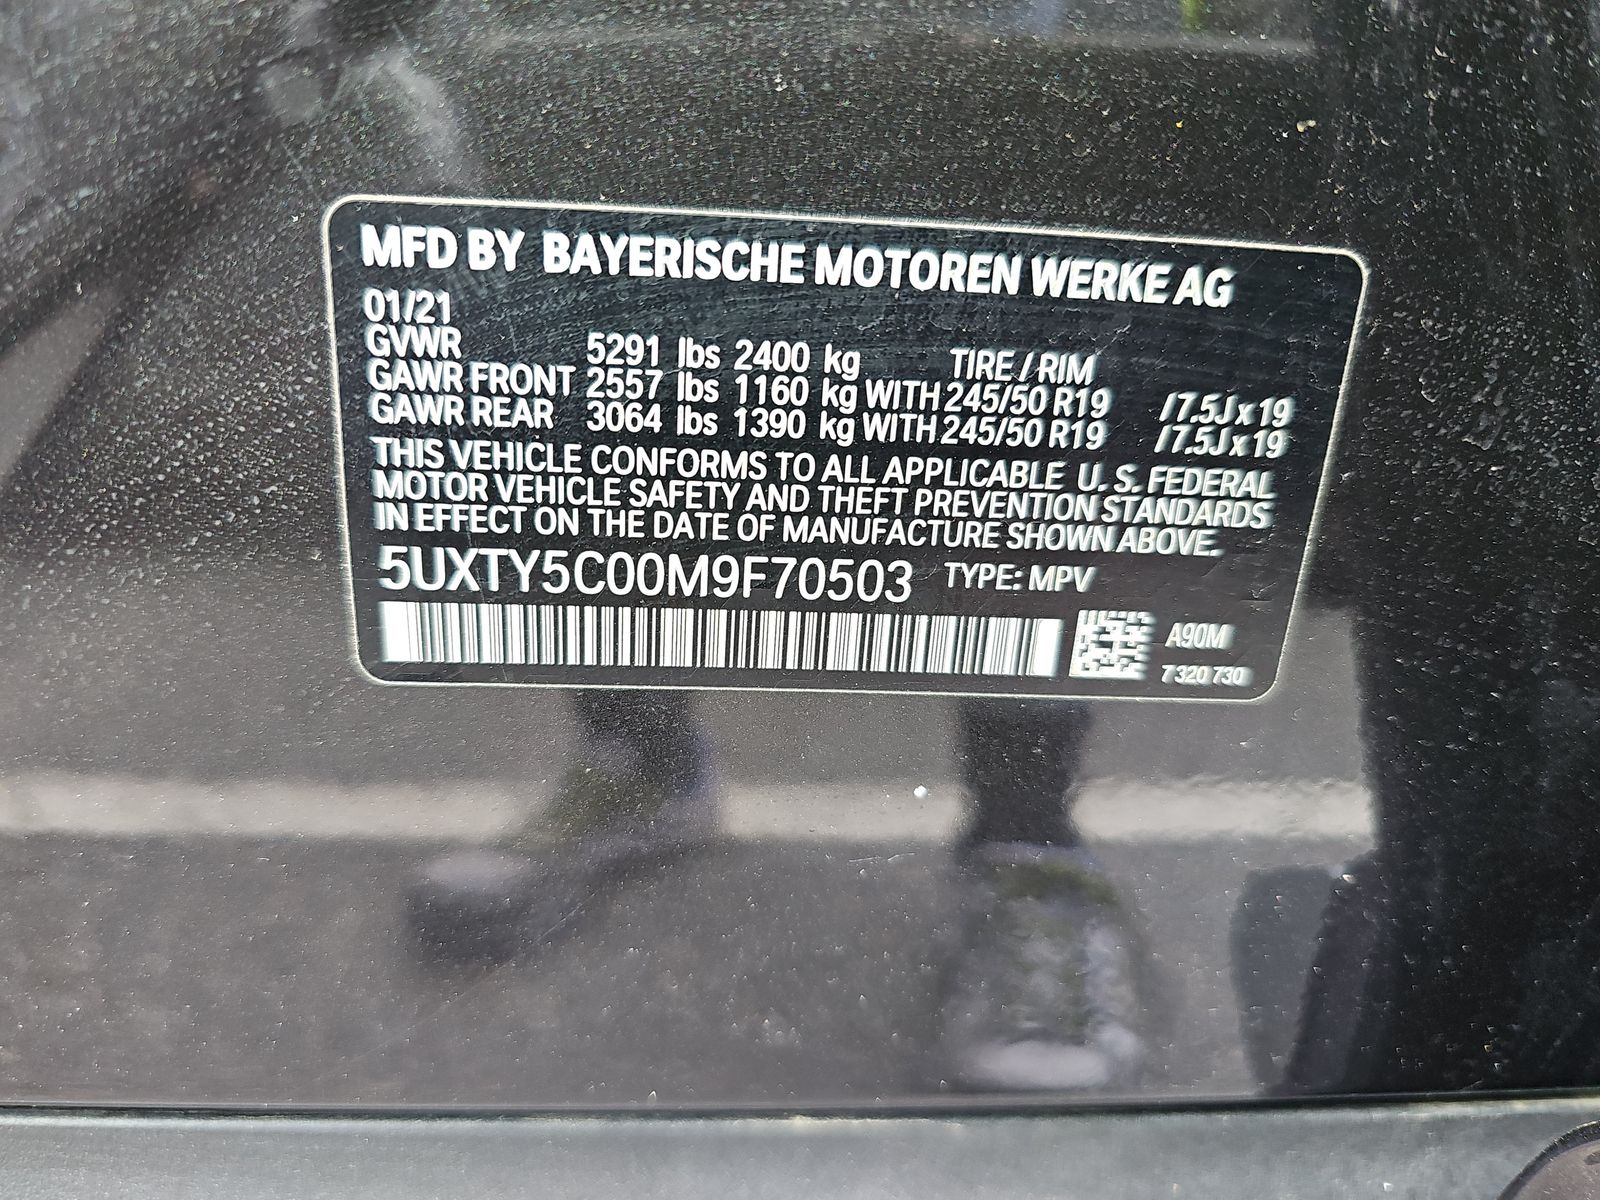 MFD BY BAYERISCHE MOTOREN WERKE AG
01/21
GVWR 5291 lbs 2400 kg TIRE / RIM
GAWR FRONT 2557 lbs 1160 kg WITH 245/50 R19 / 7.5J x 19
GAWR REAR 3064 lbs 1390 kg WITH 245/50 R19 / 7.5J x 19
THIS VEHICLE CONFORMS TO ALL APPLICABLE U. S. FEDERAL
MOTOR VEHICLE SAFETY AND THEFT PREVENTION STANDARDS
IN EFFECT ON THE DATE OF MANUFACTURE SHOWN ABOVE.
5UXTY5C00M9F70503 TYPE: MPV
A90M
7 320 730